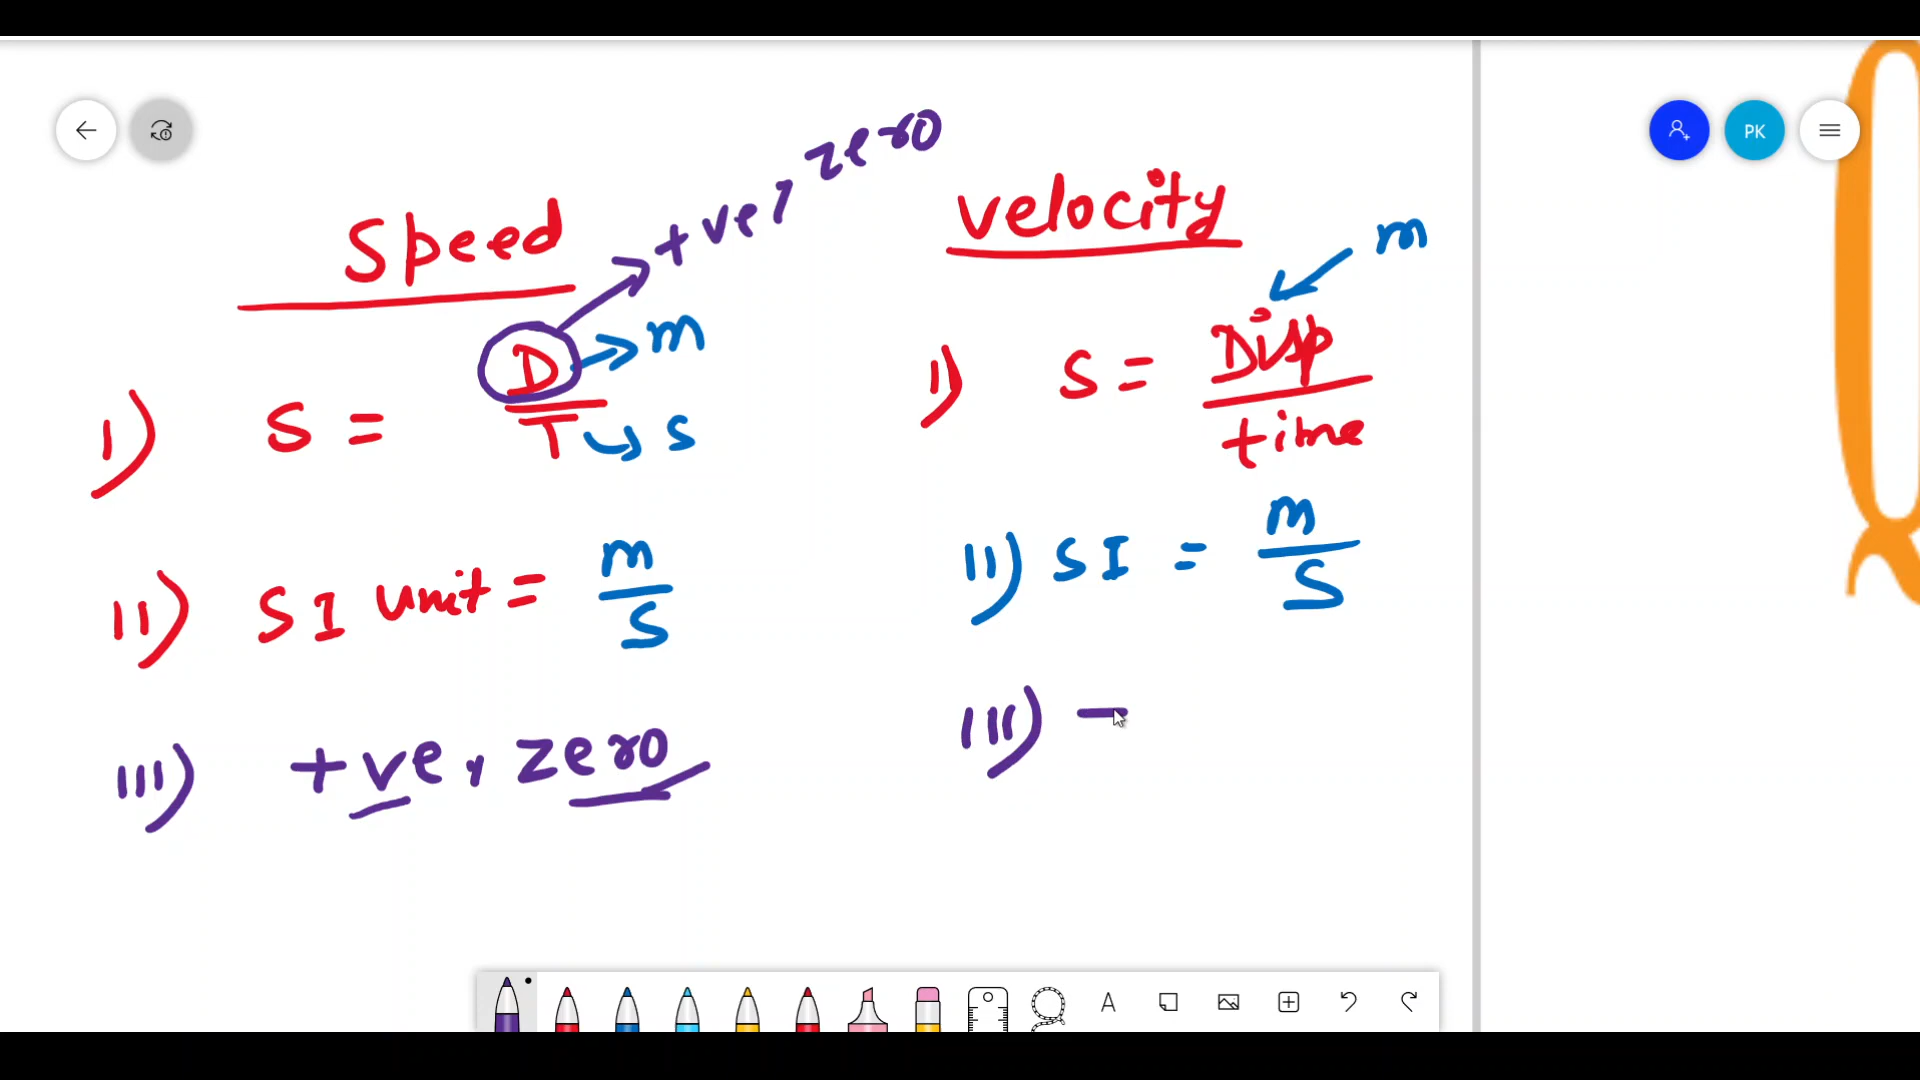 Speed
+ve, zero
I) S = D/T
m
s
II) SI unit = m/s
III) +ve, zero
velocity
m
I) S = Disp/time
II) SI = m/s
III) –
PK
A